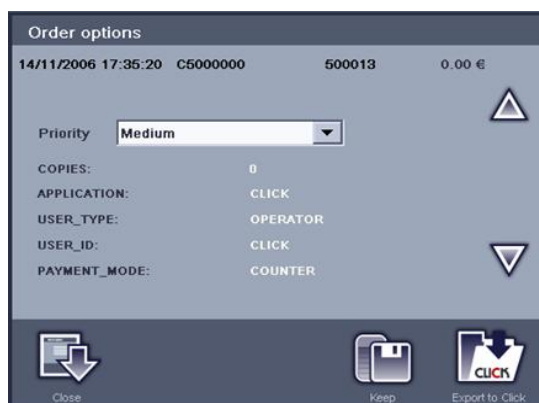 Order options
14/11/2006 17:35:20 C5000000 500013 0.00 €
Priority Medium
COPIES: 0
APPLICATION: CLICK
USER_TYPE: OPERATOR
USER_ID: CLICK
PAYMENT_MODE: COUNTER
CLICK
Close Keep Export to Click